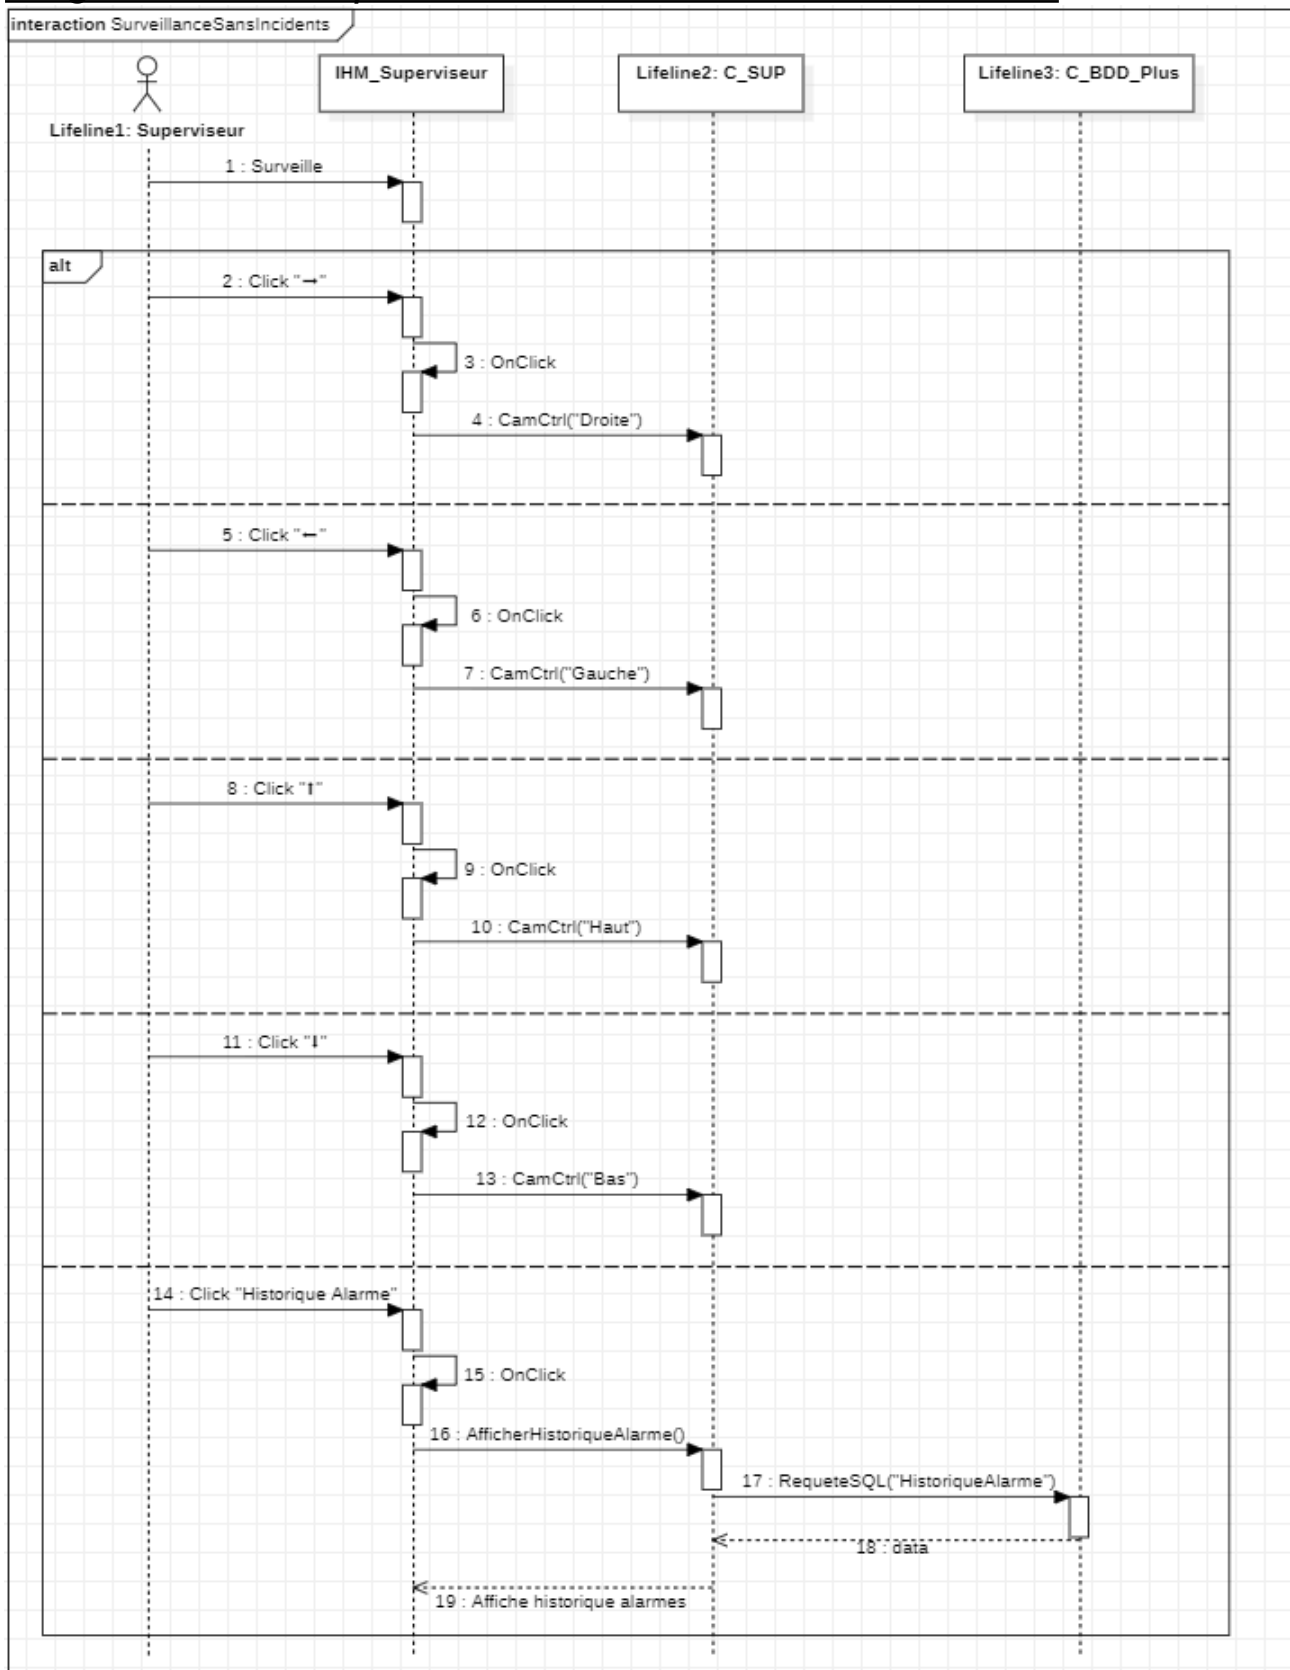 interaction SurveillanceSansIncidents
IHM_Superviseur
Lifeline2: C_SUP
Lifeline3: C_BDD_Plus
Lifeline1: Superviseur
1 : Surveille
alt
2 : Click "→"
3 : OnClick
4 : CamCtrl("Droite")
5 : Click "←"
6 : OnClick
7 : CamCtrl("Gauche")
8 : Click "↑"
9 : OnClick
10 : CamCtrl("Haut")
11 : Click "↓"
12 : OnClick
13 : CamCtrl("Bas")
14 : Click "Historique Alarme"
15 : OnClick
16 : AfficherHistoriqueAlarme()
17 : RequeteSQL("HistoriqueAlarme")
18 : data
19 : Affiche historique alarmes